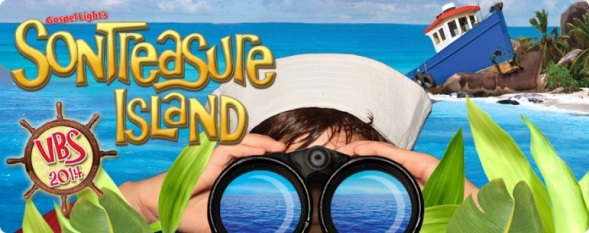 Gospel Light's
SonTreasure
Island
VBS
2014